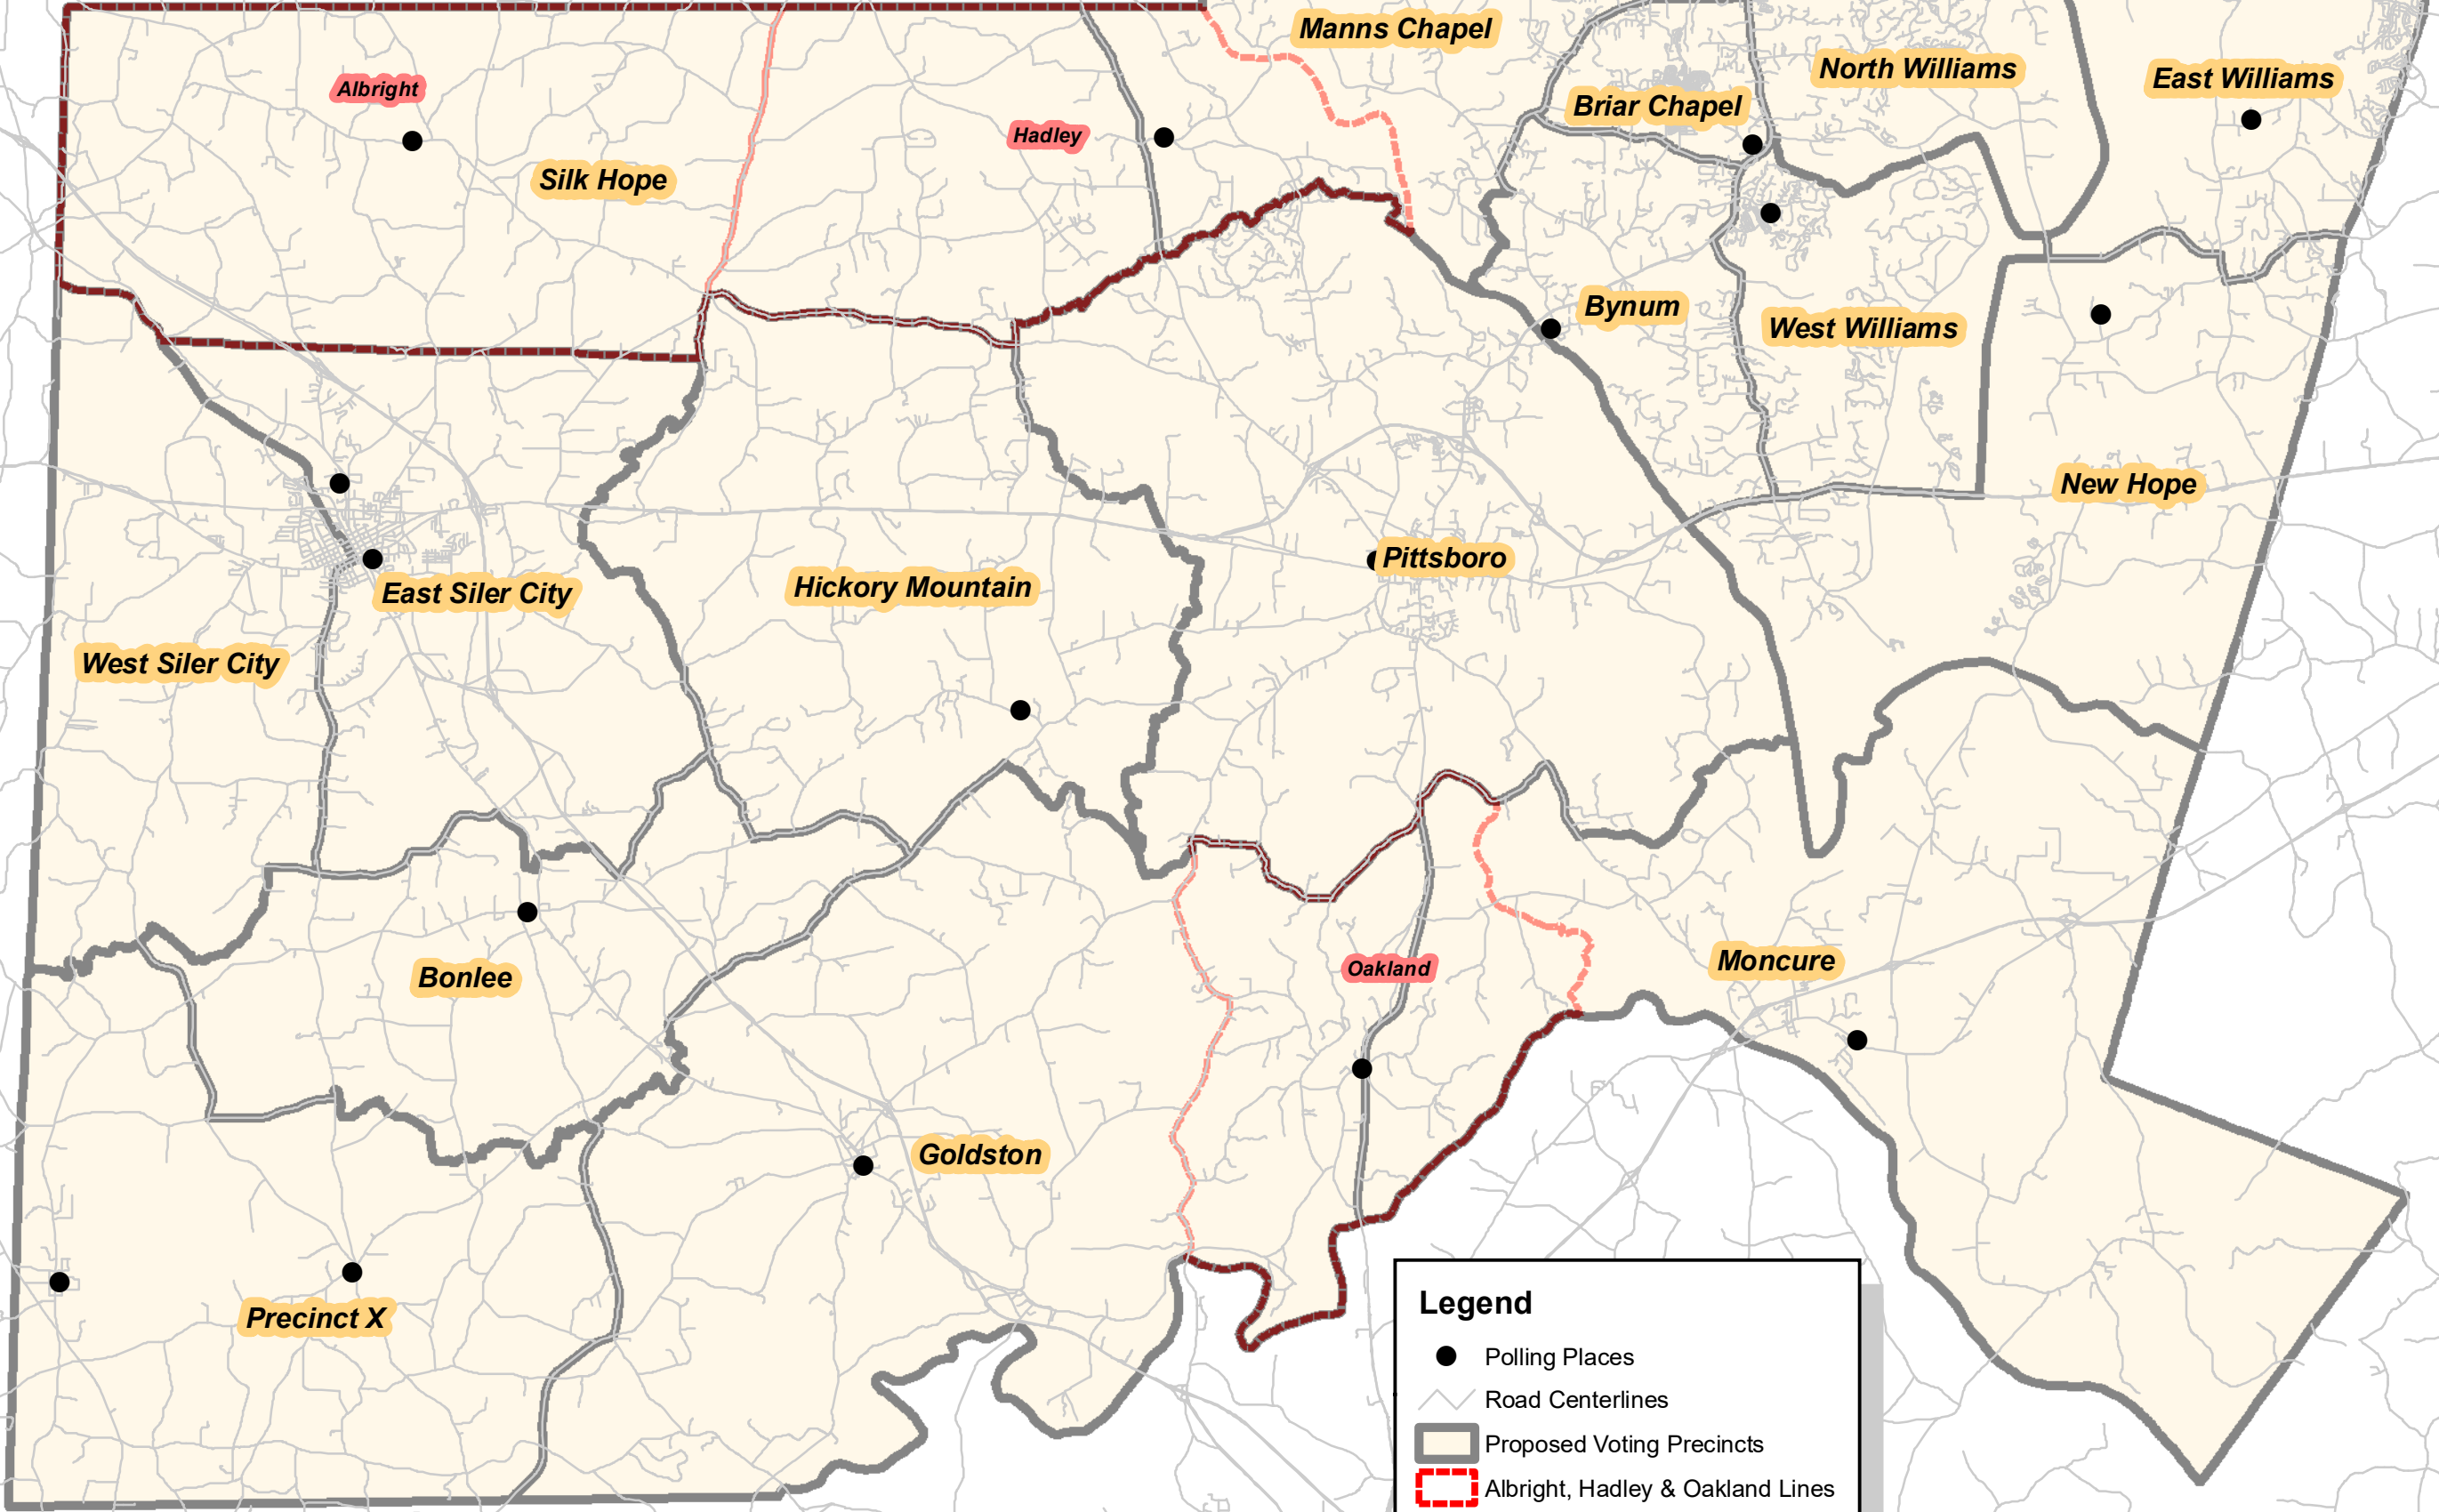 Manns Chapel
North Williams
East Williams
Albright
Briar Chapel
Hadley
Silk Hope
Bynum
West Williams
New Hope
Pittsboro
Hickory Mountain
East Siler City
West Siler City
Moncure
Oakland
Bonlee
Goldston
Precinct X
Legend
Polling Places
Road Centerlines
Proposed Voting Precincts
Albright, Hadley & Oakland Lines